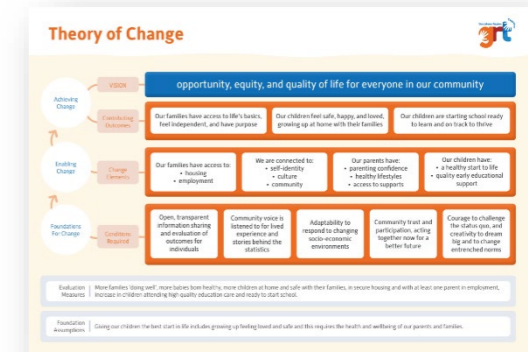 Theory of Change
grt
Achieving
Change
VISION
opportunity, equity, and quality of life for everyone in our community
Contributing
Outcomes
Our families have access to life's basics,
feel independent, and have purpose
Our children feel safe, happy, and loved,
growing up at home with their families
Our children are starting school ready
to learn and on track to thrive
Enabling
Change
Change
Elements
Our families have access to:
• housing
• employment
We are connected to:
• self-identity
• culture
• community
Our parents have:
• parenting confidence
• healthy lifestyles
• access to supports
Our children have:
• a healthy start to life
• quality early educational
support
Foundations
For Change
Conditions
Required
Open, transparent
information sharing
and evaluation of
outcomes for
individuals
Community voice is
listened to for lived
experience and
stories behind the
statistics
Adaptability to
respond to changing
socio-economic
environments
Community trust and
participation, acting
together now for a
better future
Courage to challenge
the status quo, and
creativity to dream
big and to change
entrenched norms
Evaluation
Measures
More families 'doing well', more babies born healthy, more children at home and safe with their families, in secure housing and with at least one parent in employment,
increase in children attending high quality education care and ready to start school.
Foundation
Assumptions
Giving our children the best start in life includes growing up feeling loved and safe and this requires the health and wellbeing of our parents and families.